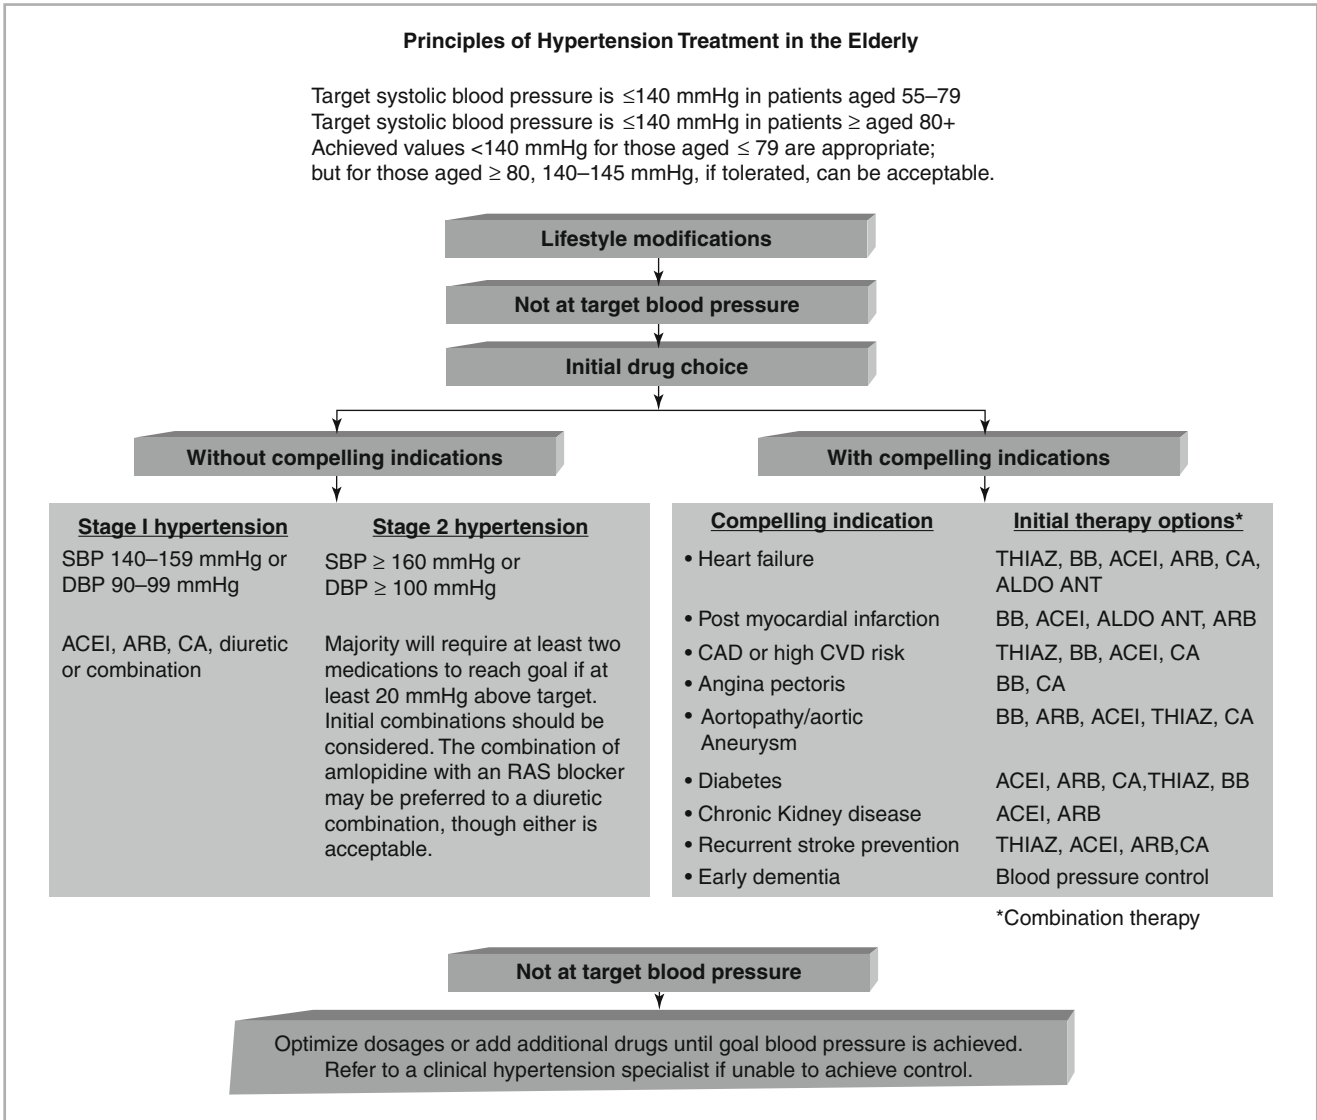 Principles of Hypertension Treatment in the Elderly
Target systolic blood pressure is ≤140 mmHg in patients aged 55–79
Target systolic blood pressure is ≤140 mmHg in patients ≥ aged 80+
Achieved values <140 mmHg for those aged ≤ 79 are appropriate;
but for those aged ≥ 80, 140–145 mmHg, if tolerated, can be acceptable.
Lifestyle modifications
Not at target blood pressure
Initial drug choice
Without compelling indications
Stage I hypertension
SBP 140–159 mmHg or
DBP 90–99 mmHg
ACEI, ARB, CA, diuretic
or combination
Stage 2 hypertension
SBP ≥ 160 mmHg or
DBP ≥ 100 mmHg
Majority will require at least two
medications to reach goal if at
least 20 mmHg above target.
Initial combinations should be
considered. The combination of
amlopidine with an RAS blocker
may be preferred to a diuretic
combination, though either is
acceptable.
With compelling indications
Compelling indication Initial therapy options*
• Heart failure THIAZ, BB, ACEI, ARB, CA,
ALDO ANT
• Post myocardial infarction BB, ACEI, ALDO ANT, ARB
• CAD or high CVD risk THIAZ, BB, ACEI, CA
• Angina pectoris BB, CA
• Aortopathy/aortic BB, ARB, ACEI, THIAZ, CA
Aneurysm
• Diabetes ACEI, ARB, CA,THIAZ, BB
• Chronic Kidney disease ACEI, ARB
• Recurrent stroke prevention THIAZ, ACEI, ARB,CA
• Early dementia Blood pressure control
*Combination therapy
Not at target blood pressure
Optimize dosages or add additional drugs until goal blood pressure is achieved.
Refer to a clinical hypertension specialist if unable to achieve control.